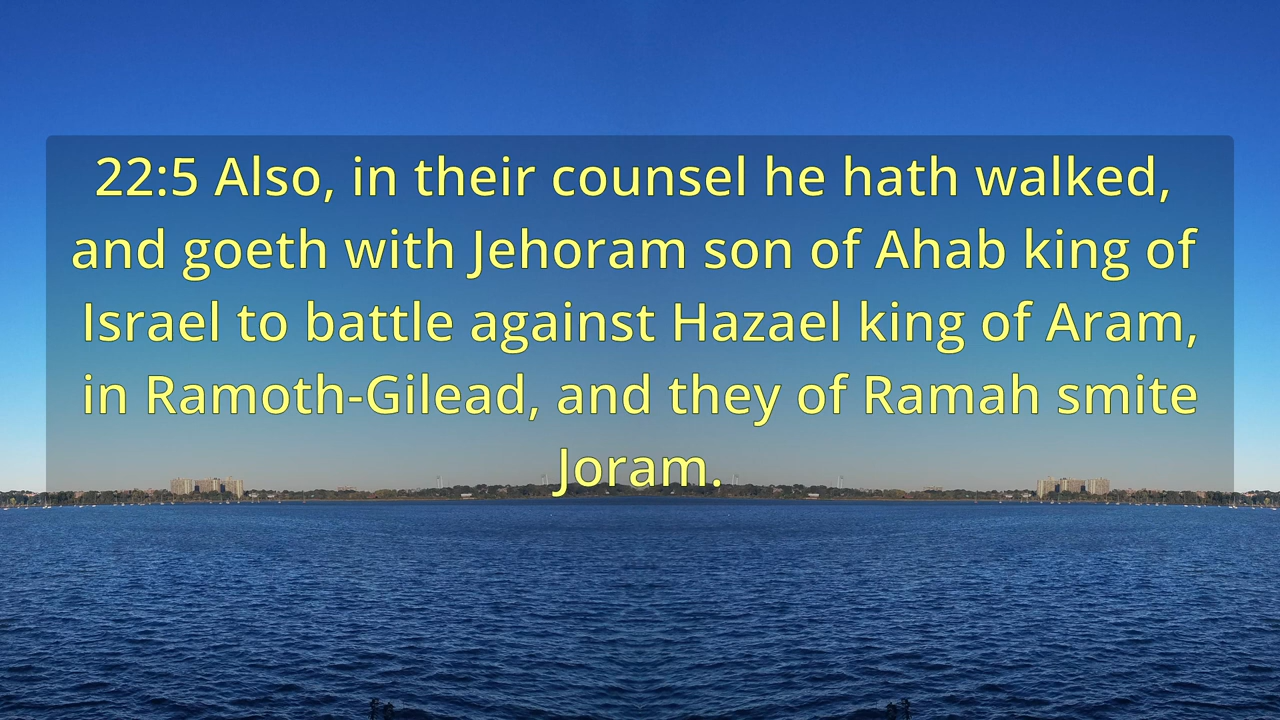 22:5 Also, in their counsel he hath walked,
and goeth with Jehoram son of Ahab king of
Israel to battle against Hazael king of Aram,
in Ramoth-Gilead, and they of Ramah smite
Joram.